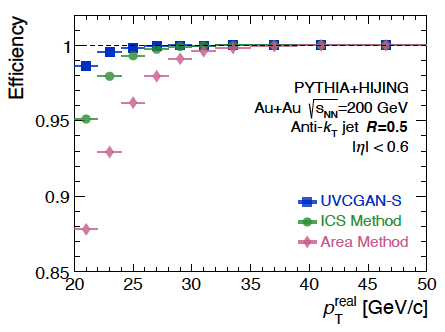 Efficiency
1
0.95
0.9
0.85
PYTHIA+HIJING
Au+Au √sNN=200 GeV
Anti-kT jet R=0.5
|η| < 0.6
UVCGAN-S
ICS Method
Area Method
20 25 30 35 40 45 50
pTreal [GeV/c]